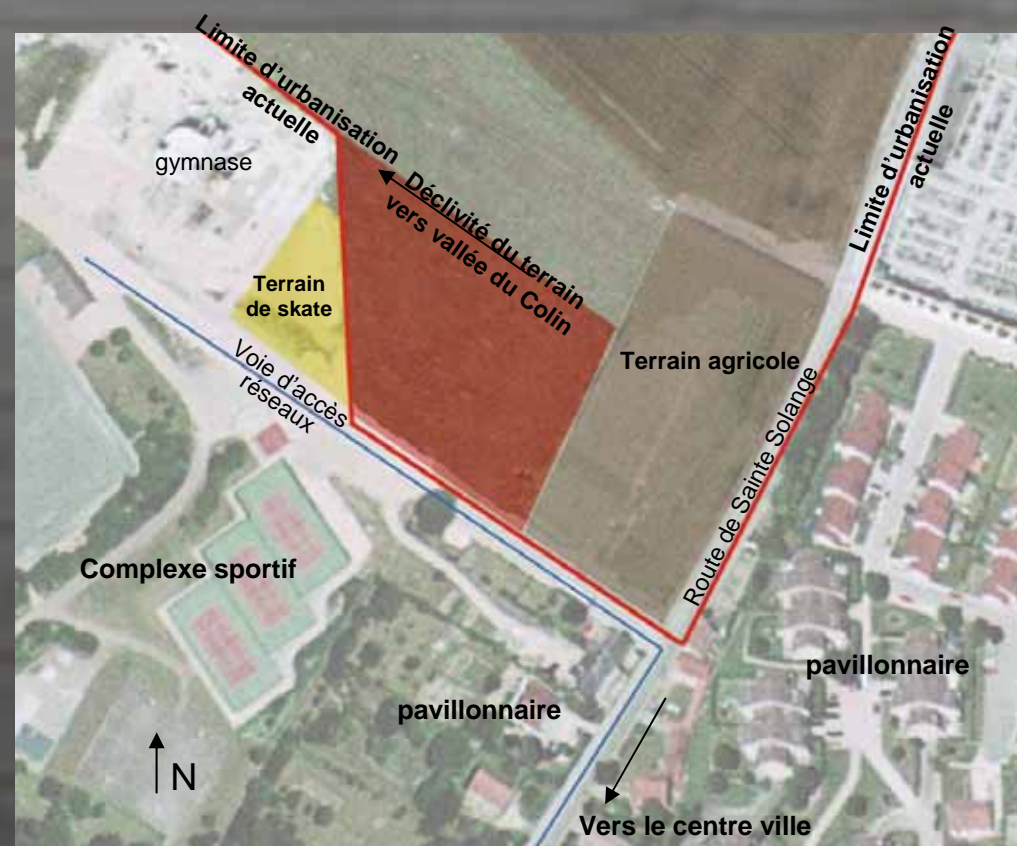 Limite d'urbanisation
actuelle
gymnase
Déclivité du terrain
vers vallée du Colin
Limite d'urbanisation
actuelle
Terrain
de skate
Voie d'accès
réseaux
Terrain agricole
Route de Sainte Solange
Complexe sportif
pavillonnaire
pavillonnaire
N
Vers le centre ville